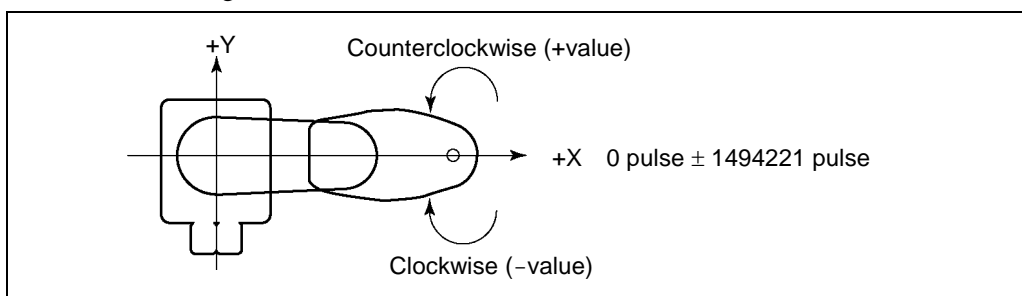 +Y
Counterclockwise (+value)
+X 0 pulse ± 1494221 pulse
Clockwise (−value)